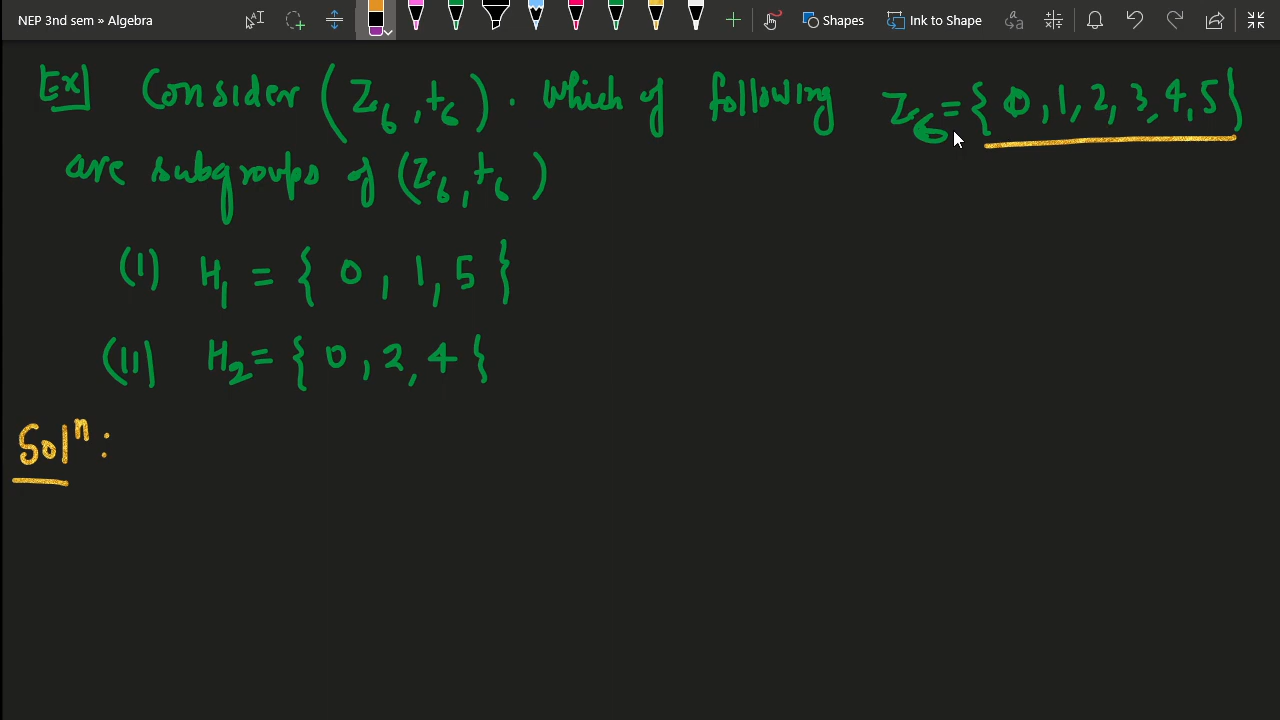 NEP 3nd sem » Algebra
Shapes
Ink to Shape
Ex] Consider (Z₆, +₆). Which of following
are subgroups of (Z₆, +₆)
Z₆ = { 0, 1, 2, 3, 4, 5 }
(I) H₁ = { 0, 1, 5 }
(II) H₂ = { 0, 2, 4 }
Solⁿ :